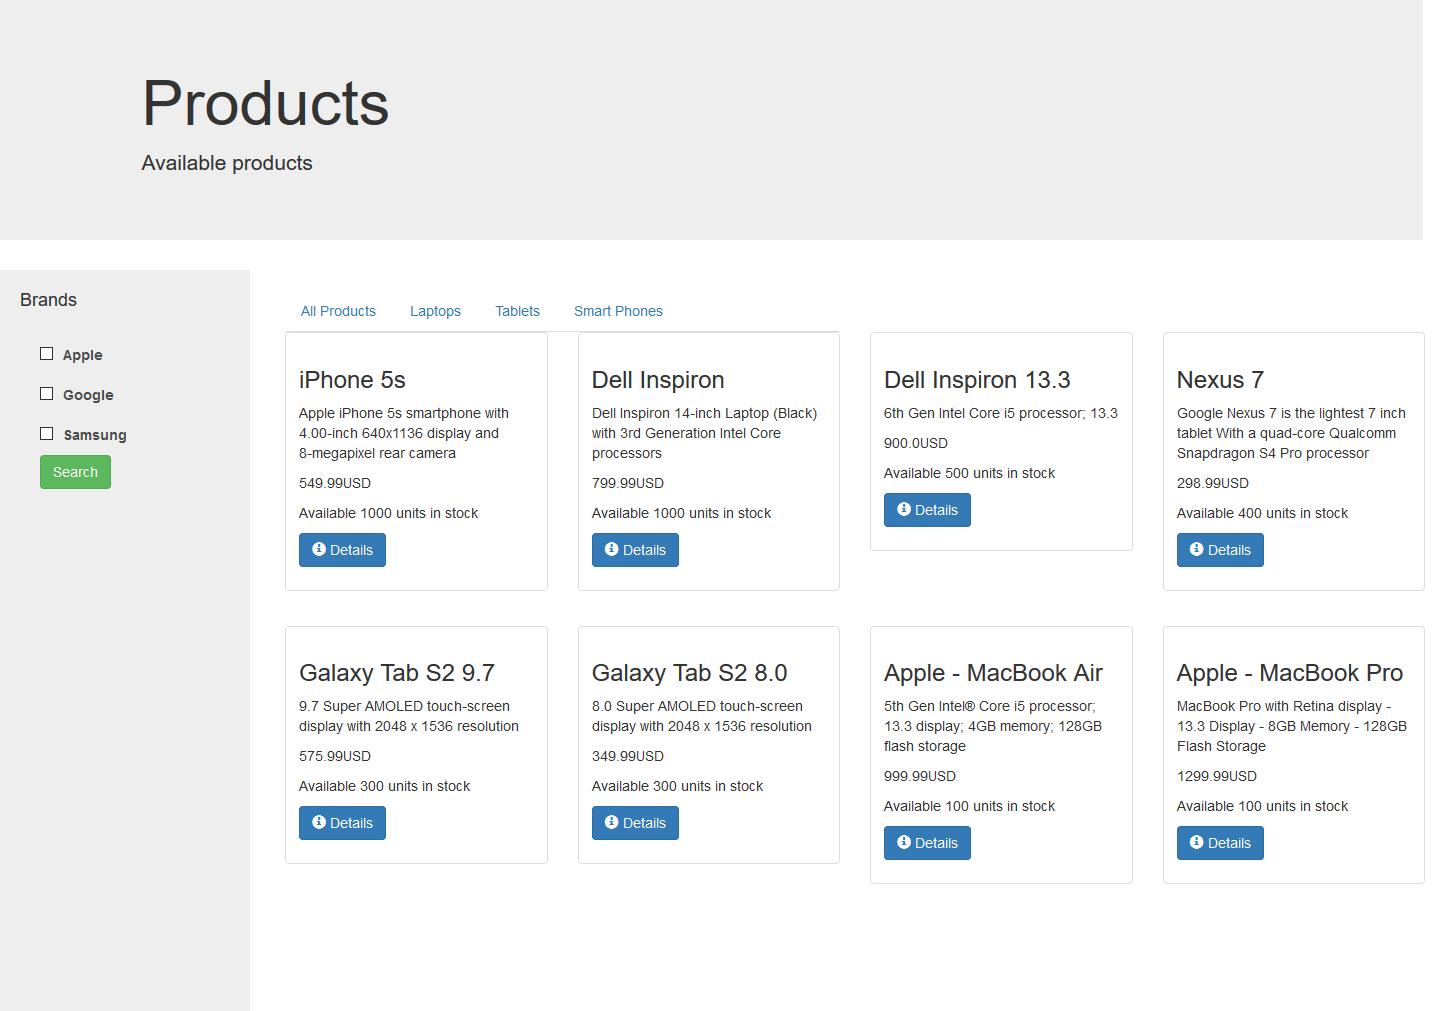 Products
Available products
Brands
Apple
Google
Samsung
Search
All Products
Laptops
Tablets
Smart Phones
iPhone 5s
Apple iPhone 5s smartphone with
4.00-inch 640x1136 display and
8-megapixel rear camera
549.99USD
Available 1000 units in stock
Details
Dell Inspiron
Dell Inspiron 14-inch Laptop (Black)
with 3rd Generation Intel Core
processors
799.99USD
Available 1000 units in stock
Details
Dell Inspiron 13.3
6th Gen Intel Core i5 processor; 13.3
900.0USD
Available 500 units in stock
Details
Nexus 7
Google Nexus 7 is the lightest 7 inch
tablet With a quad-core Qualcomm
Snapdragon S4 Pro processor
298.99USD
Available 400 units in stock
Details
Galaxy Tab S2 9.7
9.7 Super AMOLED touch-screen
display with 2048 x 1536 resolution
575.99USD
Available 300 units in stock
Details
Galaxy Tab S2 8.0
8.0 Super AMOLED touch-screen
display with 2048 x 1536 resolution
349.99USD
Available 300 units in stock
Details
Apple - MacBook Air
5th Gen Intel® Core i5 processor;
13.3 display; 4GB memory; 128GB
flash storage
999.99USD
Available 100 units in stock
Details
Apple - MacBook Pro
MacBook Pro with Retina display -
13.3 Display - 8GB Memory - 128GB
Flash Storage
1299.99USD
Available 100 units in stock
Details